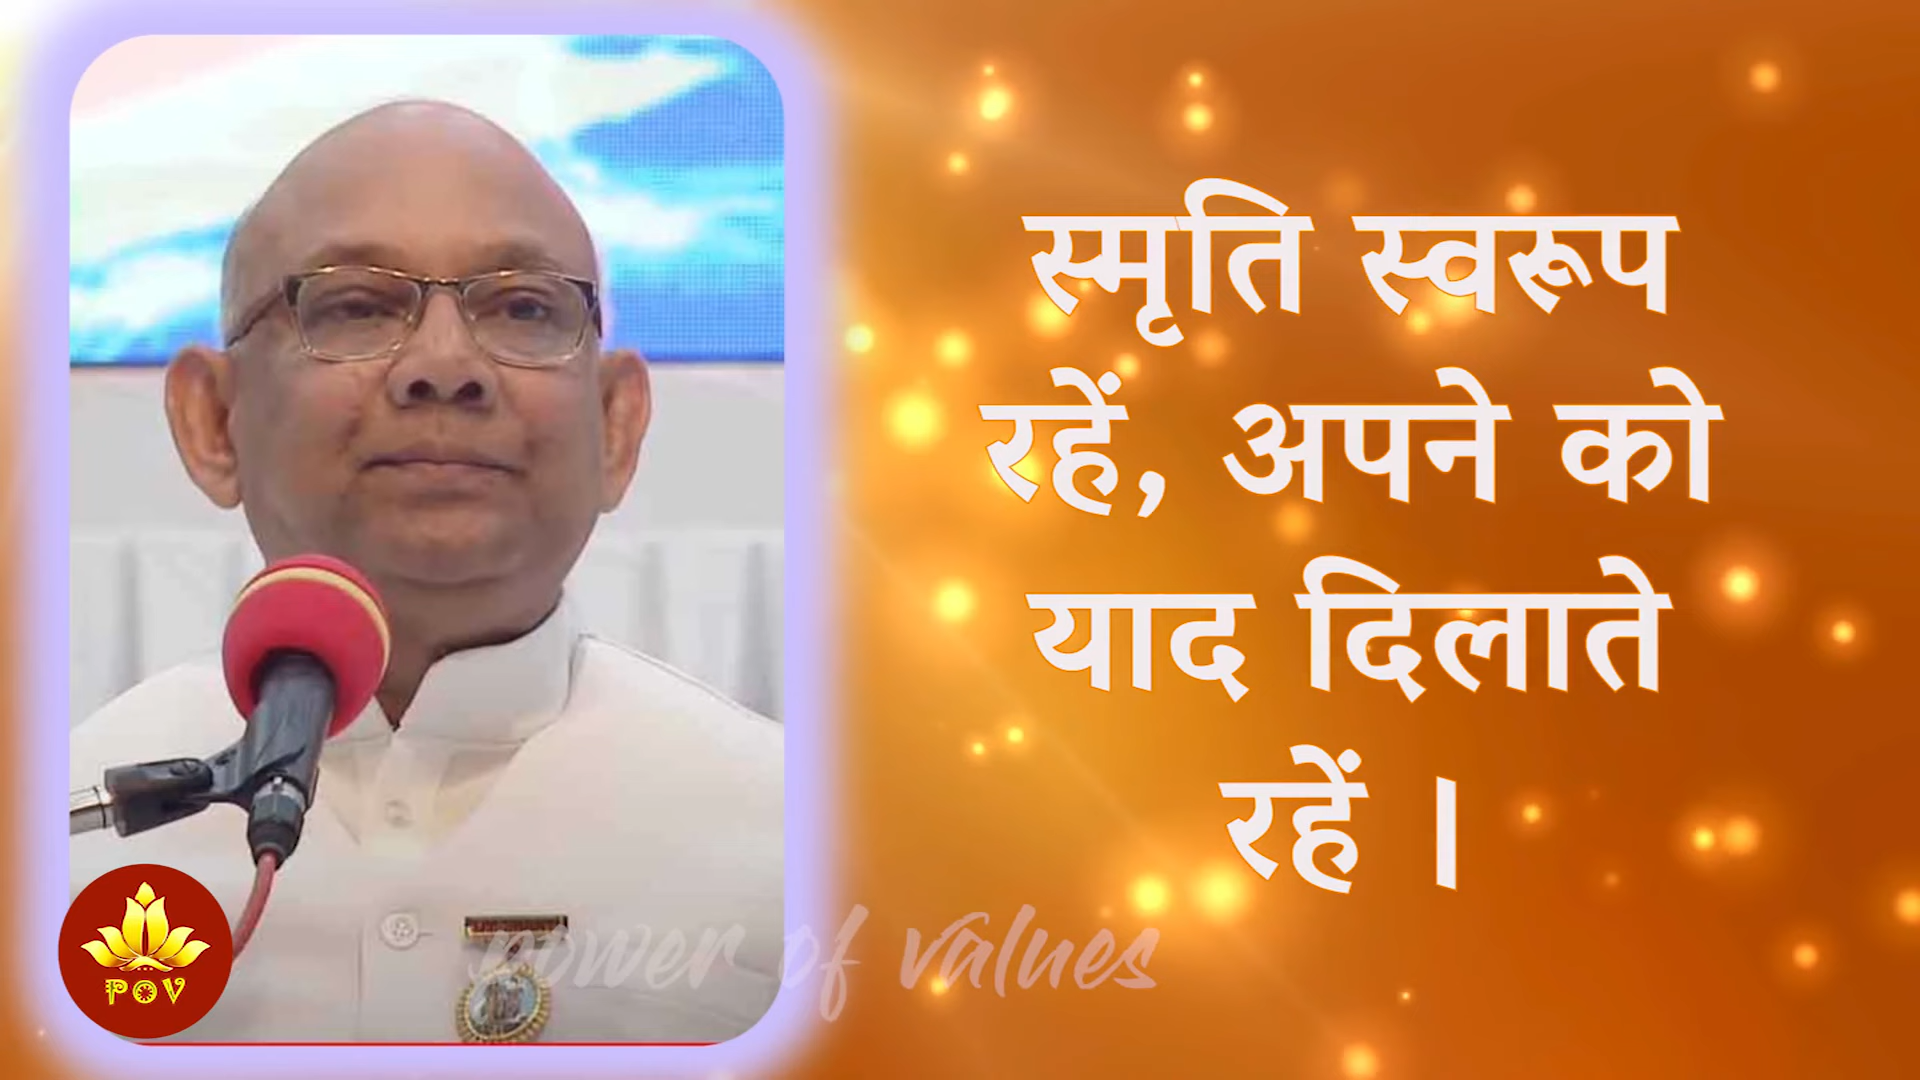 स्मृति स्वरूप
रहें, अपने को
याद दिलाते
रहें ।
power of values
POV